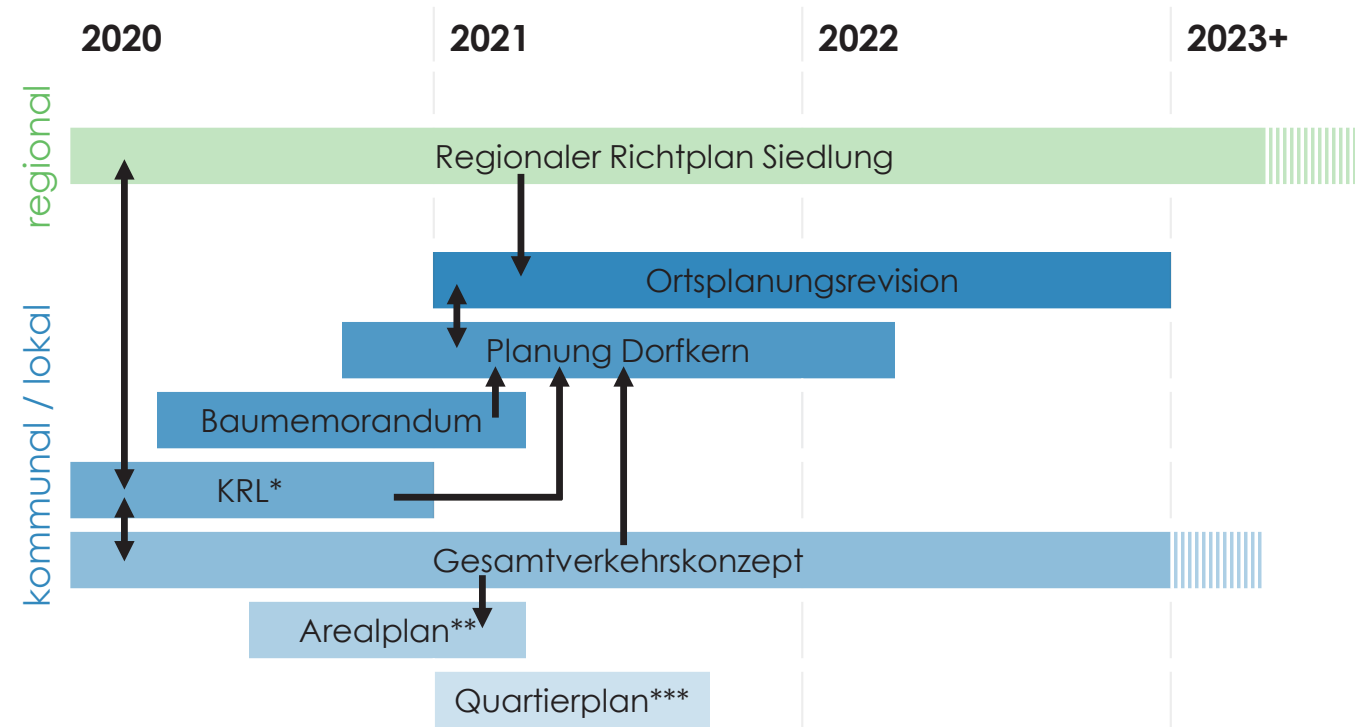 2020 2021 2022 2023+
regional
Regionaler Richtplan Siedlung
kommunal / lokal
Ortsplanungsrevision
Planung Dorfkern
Baumemorandum
KRL*
Gesamtverkehrskonzept
Arealplan**
Quartierplan***